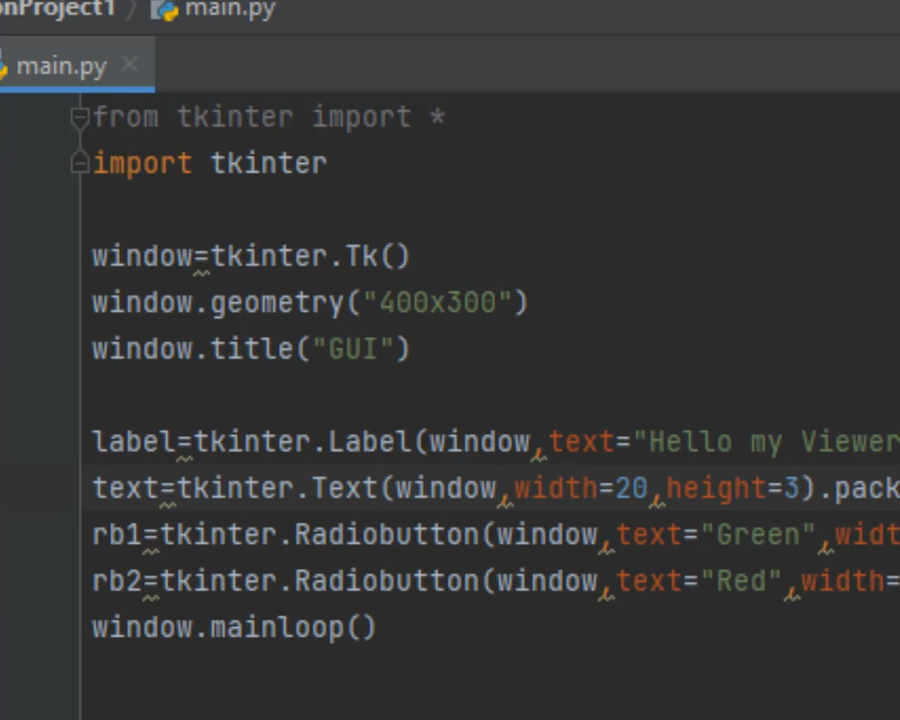 onProject1 main.py
main.py
from tkinter import *
import tkinter
window=tkinter.Tk()
window.geometry("400x300")
window.title("GUI")
label=tkinter.Label(window,text="Hello my Viewer
text=tkinter.Text(window,width=20,height=3).pack
rb1=tkinter.Radiobutton(window,text="Green",widt
rb2=tkinter.Radiobutton(window,text="Red",width=
window.mainloop()